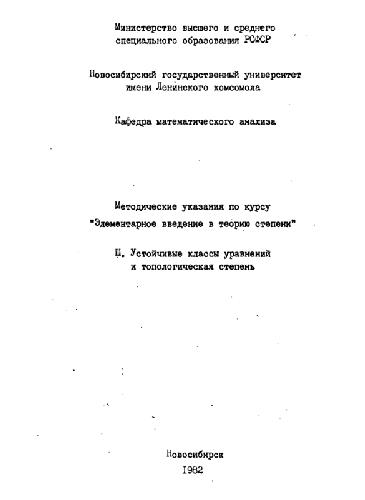 Министерство высшего и среднего
специального образования РСФСР
Новосибирский государственный университет
имени Ленинского комсомола
Кафедра математического анализа
Методические указания по курсу
"Элементарное введение в теорию степени"
П. Устойчивые классы уравнений
и топологическая степень
Новосибирск
1982